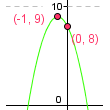 10
(-1, 9)
(0, 8)
0